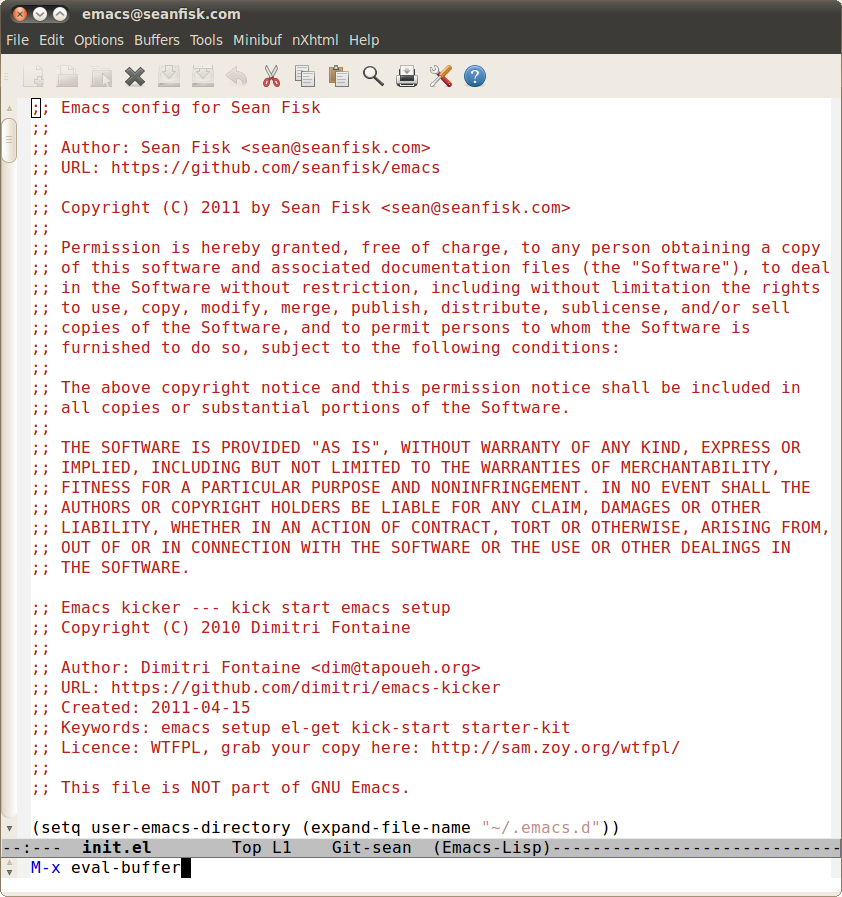 emacs@seanfisk.com
File Edit Options Buffers Tools Minibuf nXhtml Help
;; Emacs config for Sean Fisk
;;
;; Author: Sean Fisk <sean@seanfisk.com>
;; URL: https://github.com/seanfisk/emacs
;;
;; Copyright (C) 2011 by Sean Fisk <sean@seanfisk.com>
;;
;; Permission is hereby granted, free of charge, to any person obtaining a copy
;; of this software and associated documentation files (the "Software"), to deal
;; in the Software without restriction, including without limitation the rights
;; to use, copy, modify, merge, publish, distribute, sublicense, and/or sell
;; copies of the Software, and to permit persons to whom the Software is
;; furnished to do so, subject to the following conditions:
;;
;; The above copyright notice and this permission notice shall be included in
;; all copies or substantial portions of the Software.
;;
;; THE SOFTWARE IS PROVIDED "AS IS", WITHOUT WARRANTY OF ANY KIND, EXPRESS OR
;; IMPLIED, INCLUDING BUT NOT LIMITED TO THE WARRANTIES OF MERCHANTABILITY,
;; FITNESS FOR A PARTICULAR PURPOSE AND NONINFRINGEMENT. IN NO EVENT SHALL THE
;; AUTHORS OR COPYRIGHT HOLDERS BE LIABLE FOR ANY CLAIM, DAMAGES OR OTHER
;; LIABILITY, WHETHER IN AN ACTION OF CONTRACT, TORT OR OTHERWISE, ARISING FROM,
;; OUT OF OR IN CONNECTION WITH THE SOFTWARE OR THE USE OR OTHER DEALINGS IN
;; THE SOFTWARE.

;; Emacs kicker --- kick start emacs setup
;; Copyright (C) 2010 Dimitri Fontaine
;;
;; Author: Dimitri Fontaine <dim@tapoueh.org>
;; URL: https://github.com/dimitri/emacs-kicker
;; Created: 2011-04-15
;; Keywords: emacs setup el-get kick-start starter-kit
;; Licence: WTFPL, grab your copy here: http://sam.zoy.org/wtfpl/
;;
;; This file is NOT part of GNU Emacs.

(setq user-emacs-directory (expand-file-name "~/.emacs.d"))
--:---  init.el        Top L1    Git-sean  (Emacs-Lisp)-----------------------------
M-x eval-buffer